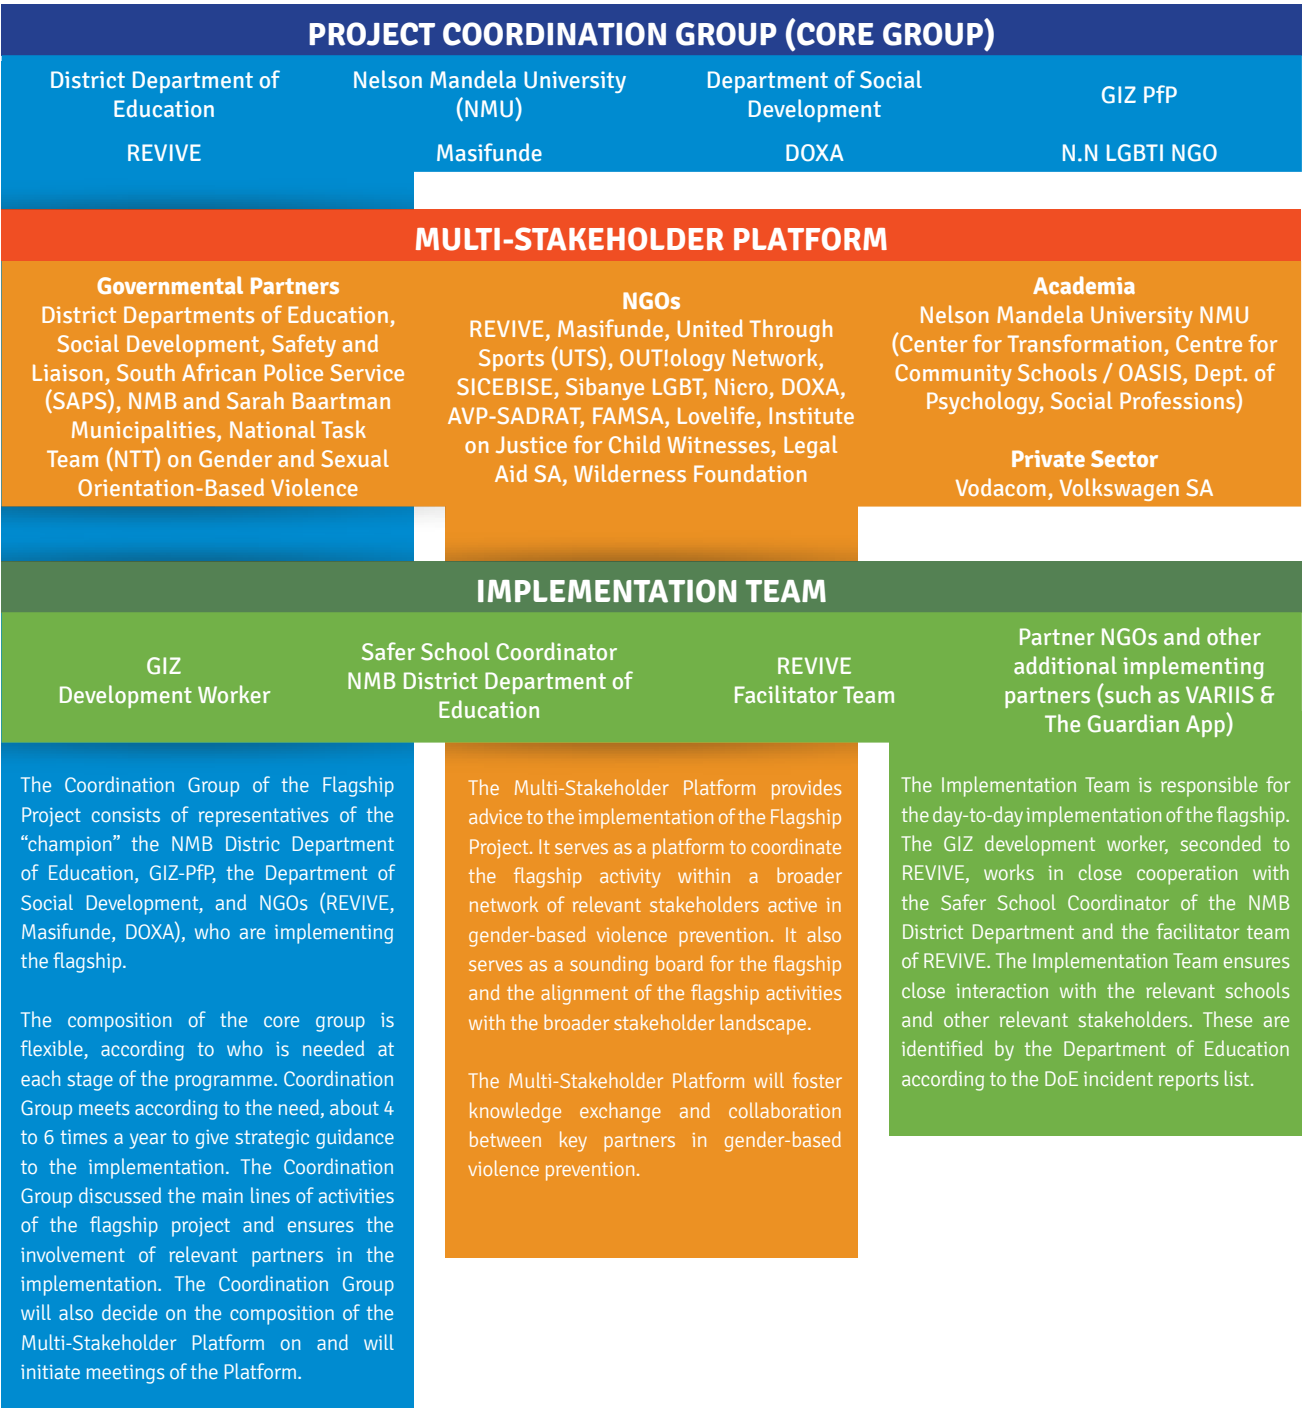 PROJECT COORDINATION GROUP (CORE GROUP)
District Department of
Education
Nelson Mandela University
(NMU)
Department of Social
Development
GIZ PfP
REVIVE
Masifunde
DOXA
N.N LGBTI NGO
MULTI-STAKEHOLDER PLATFORM
Governmental Partners
District Departments of Education,
Social Development, Safety and
Liaison, South African Police Service
(SAPS), NMB and Sarah Baartman
Municipalities, National Task
Team (NTT) on Gender and Sexual
Orientation-Based Violence
NGOs
REVIVE, Masifunde, United Through
Sports (UTS), OUT!ology Network,
SICEBISE, Sibanye LGBT, Nicro, DOXA,
AVP-SADRAT, FAMSA, Lovelife, Institute
on Justice for Child Witnesses, Legal
Aid SA, Wilderness Foundation
Academia
Nelson Mandela University NMU
(Center for Transformation, Centre for
Community Schools / OASIS, Dept. of
Psychology, Social Professions)
Private Sector
Vodacom, Volkswagen SA
IMPLEMENTATION TEAM
GIZ
Development Worker
Safer School Coordinator
NMB District Department of
Education
REVIVE
Facilitator Team
Partner NGOs and other
additional implementing
partners (such as VARIIS &
The Guardian App)
The Coordination Group of the Flagship
Project consists of representatives of the
“champion” the NMB Distric Department
of Education, GIZ-PfP, the Department of
Social Development, and NGOs (REVIVE,
Masifunde, DOXA), who are implementing
the flagship.
The composition of the core group is
flexible, according to who is needed at
each stage of the programme. Coordination
Group meets according to the need, about 4
to 6 times a year to give strategic guidance
to the implementation. The Coordination
Group discussed the main lines of activities
of the flagship project and ensures the
involvement of relevant partners in the
implementation. The Coordination Group
will also decide on the composition of the
Multi-Stakeholder Platform on and will
initiate meetings of the Platform.
The Multi-Stakeholder Platform provides
advice to the implementation of the Flagship
Project. It serves as a platform to coordinate
the flagship activity within a broader
network of relevant stakeholders active in
gender-based violence prevention. It also
serves as a sounding board for the flagship
and the alignment of the flagship activities
with the broader stakeholder landscape.
The Multi-Stakeholder Platform will foster
knowledge exchange and collaboration
between key partners in gender-based
violence prevention.
The Implementation Team is responsible for
the day-to-day implementation of the flagship.
The GIZ development worker, seconded to
REVIVE, works in close cooperation with
the Safer School Coordinator of the NMB
District Department and the facilitator team
of REVIVE. The Implementation Team ensures
close interaction with the relevant schools
and other relevant stakeholders. These are
identified by the Department of Education
according to the DoE incident reports list.